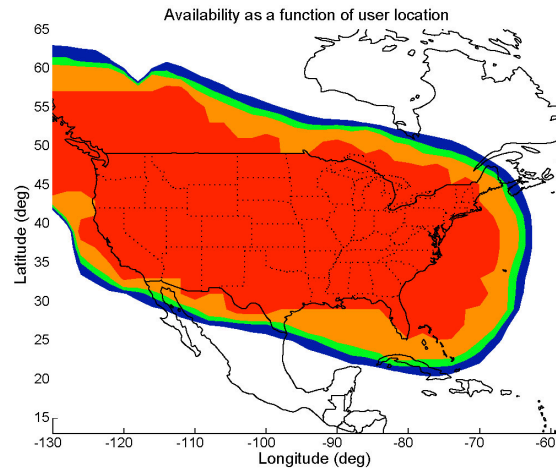 Availability as a function of user location
65
60
55
50
45
40
35
30
25
20
15
Latitude (deg)
-130 -120 -110 -100 -90 -80 -70 -60
Longitude (deg)